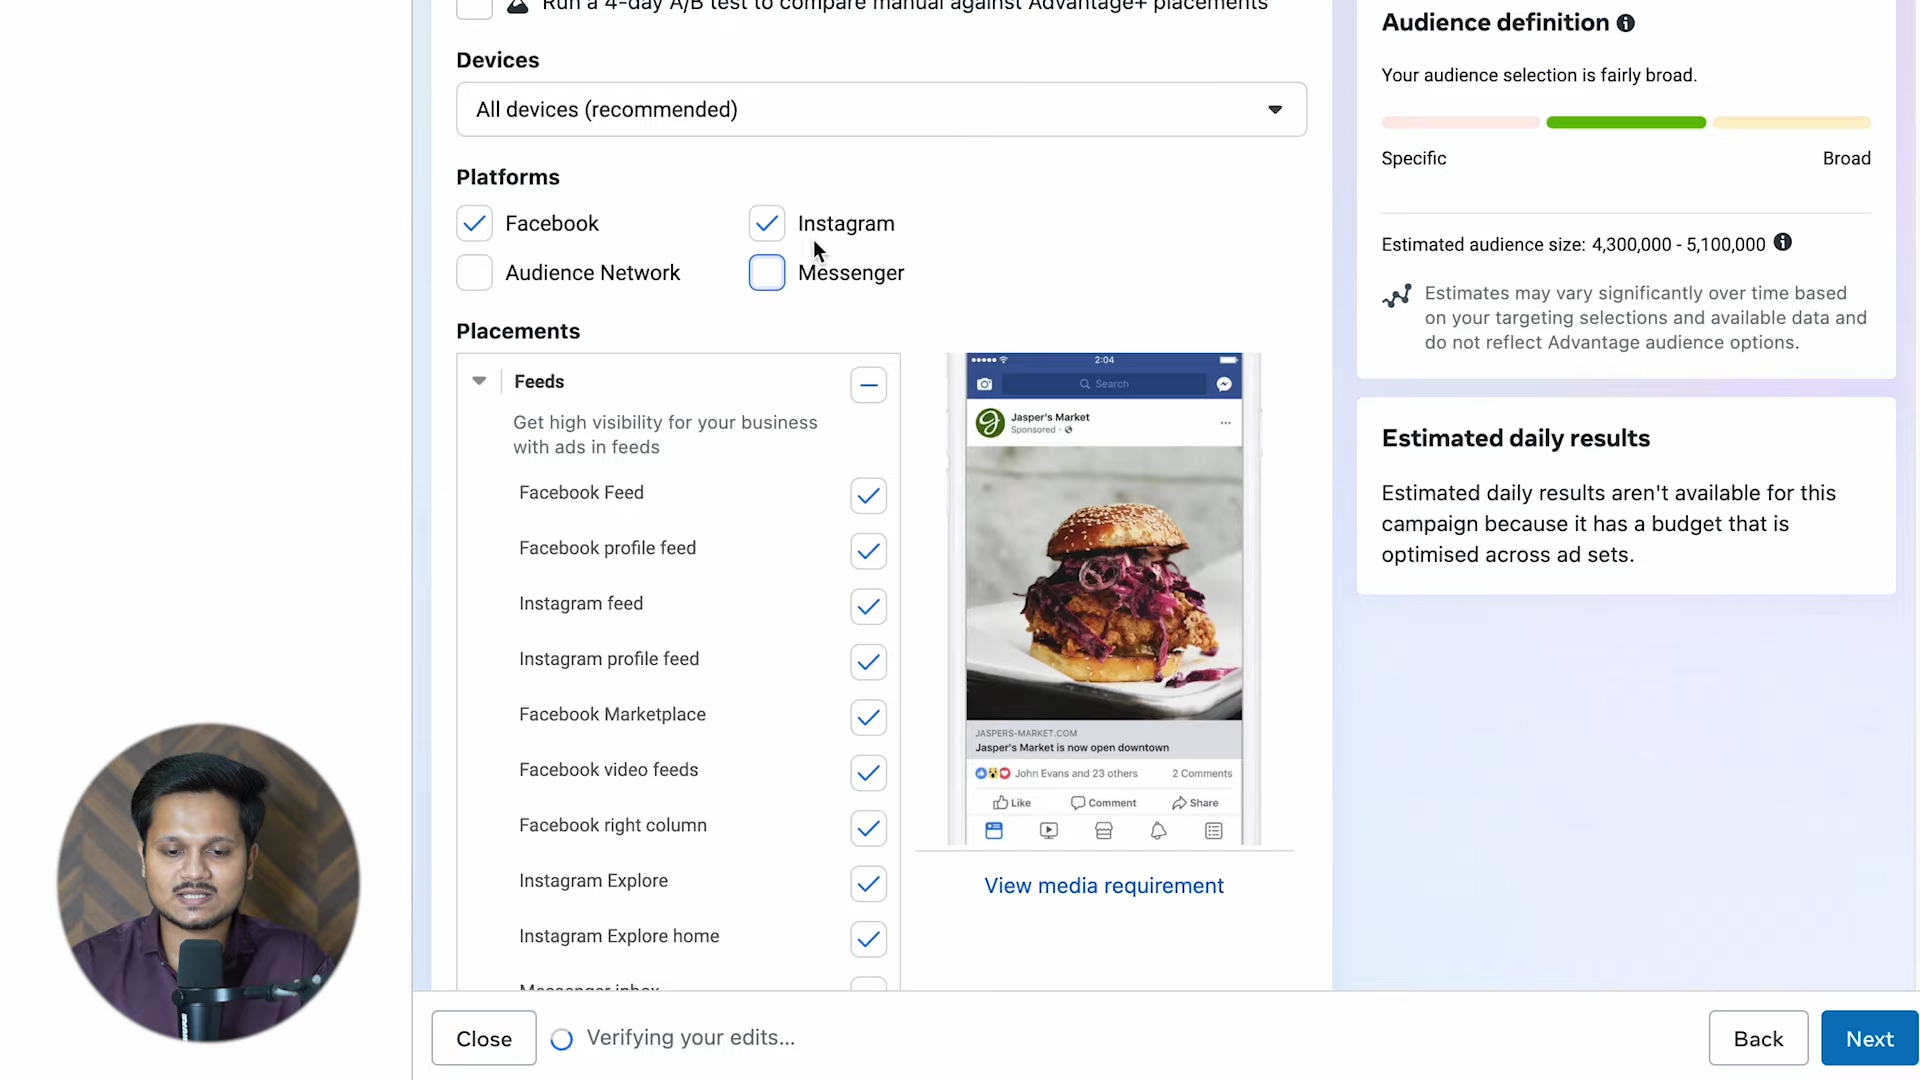 Run a 4-day A/B test to compare manual against Advantage+ placements
Devices
All devices (recommended)
Platforms
Facebook
Instagram
Audience Network
Messenger
Placements
Feeds
Get high visibility for your business
with ads in feeds
Facebook Feed
Facebook profile feed
Instagram feed
Instagram profile feed
Facebook Marketplace
Facebook video feeds
Facebook right column
Instagram Explore
Instagram Explore home
Messenger inbox
2:04
Search
Jasper's Market
Sponsored ·
JASPERS-MARKET.COM
Jasper's Market is now open downtown
John Evans and 23 others
2 Comments
Like
Comment
Share
View media requirement
Audience definition
Your audience selection is fairly broad.
Specific
Broad
Estimated audience size: 4,300,000 - 5,100,000
Estimates may vary significantly over time based
on your targeting selections and available data and
do not reflect Advantage audience options.
Estimated daily results
Estimated daily results aren't available for this
campaign because it has a budget that is
optimised across ad sets.
Close
Verifying your edits...
Back
Next